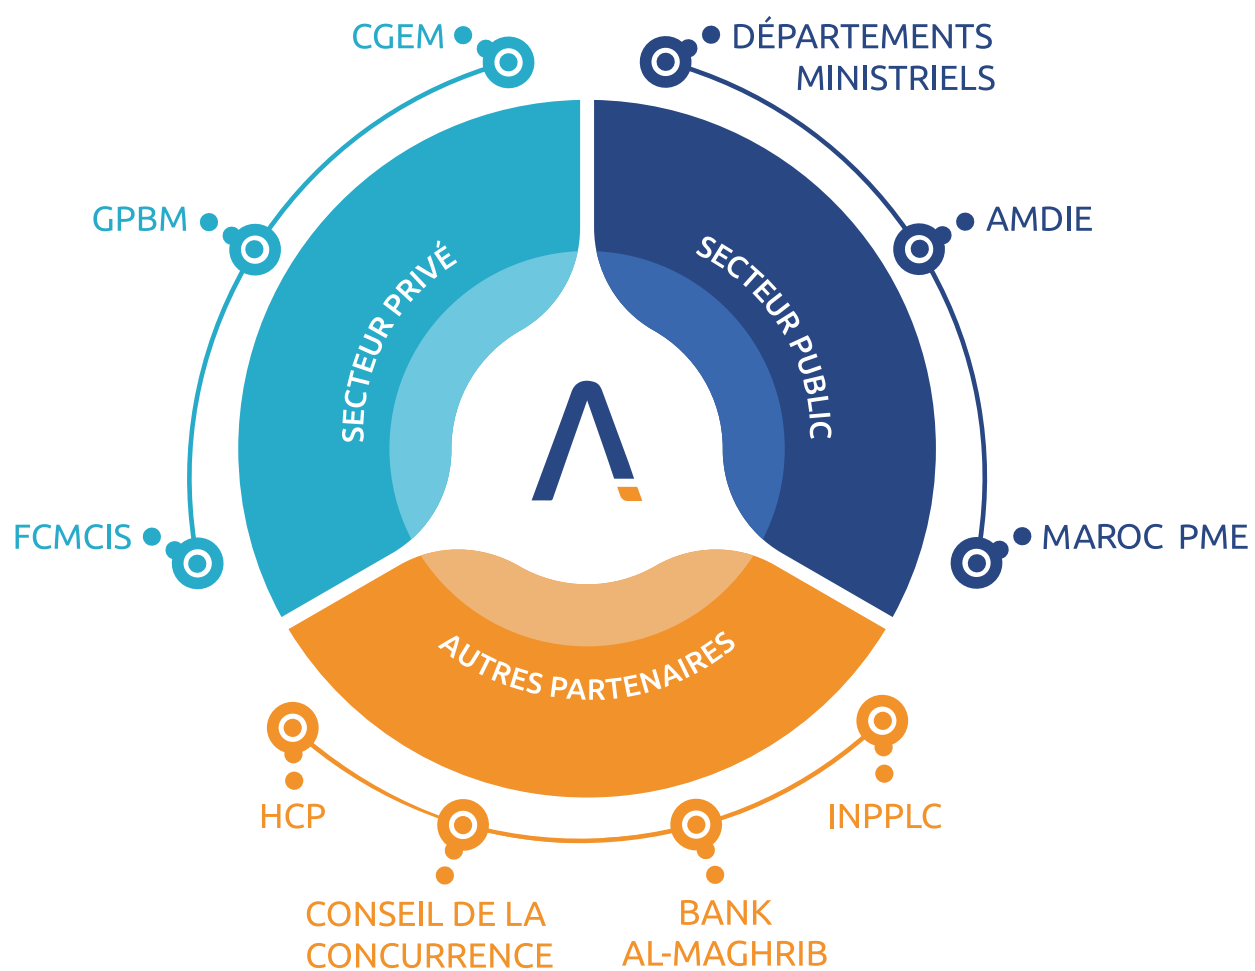 CGEM
DÉPARTEMENTS
MINISTRIELS
GPBM
AMDIE
SECTEUR PRIVÉ
SECTEUR PUBLIC
FCMCIS
MAROC PME
AUTRES PARTENAIRES
HCP
INPPLC
CONSEIL DE LA
CONCURRENCE
BANK
AL-MAGHRIB